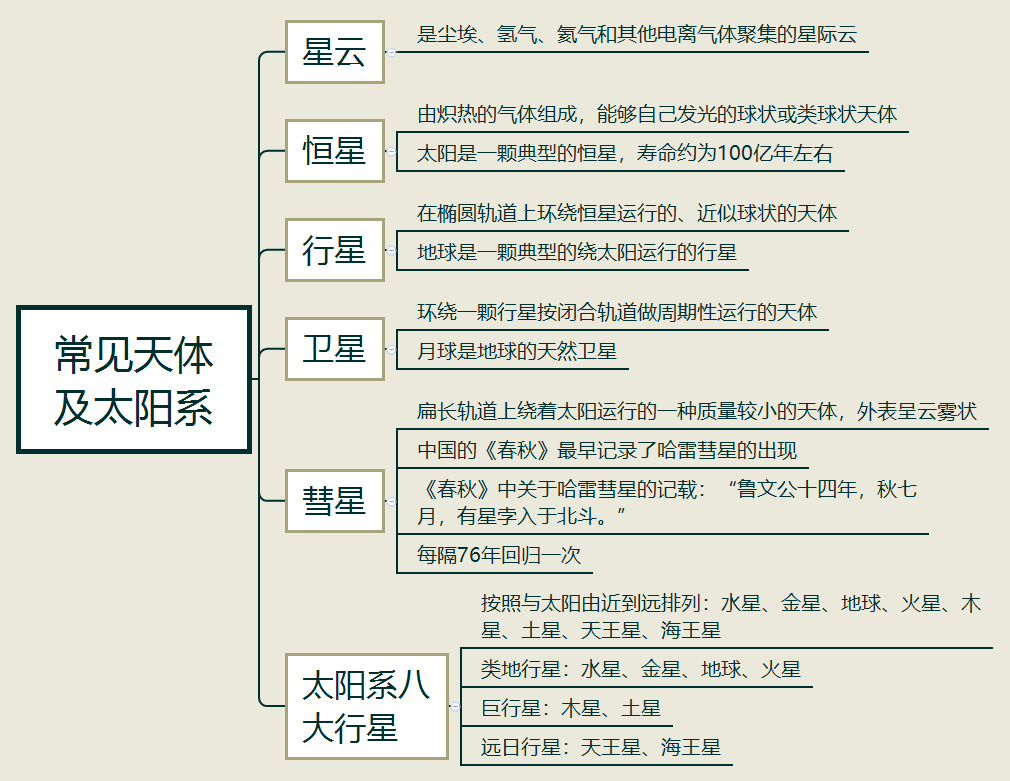 常见天体
及太阳系
星云
是尘埃、氢气、氦气和其他电离气体聚集的星际云
恒星
由炽热的气体组成，能够自己发光的球状或类球状天体
太阳是一颗典型的恒星，寿命约为100亿年左右
行星
在椭圆轨道上环绕恒星运行的、近似球状的天体
地球是一颗典型的绕太阳运行的行星
卫星
环绕一颗行星按闭合轨道做周期性运行的天体
月球是地球的天然卫星
彗星
扁长轨道上绕着太阳运行的一种质量较小的天体，外表呈云雾状
中国的《春秋》最早记录了哈雷彗星的出现
《春秋》中关于哈雷彗星的记载：“鲁文公十四年，秋七
月，有星孛入于北斗。”
每隔76年回归一次
太阳系八
大行星
按照与太阳由近到远排列：水星、金星、地球、火星、木
星、土星、天王星、海王星
类地行星：水星、金星、地球、火星
巨行星：木星、土星
远日行星：天王星、海王星